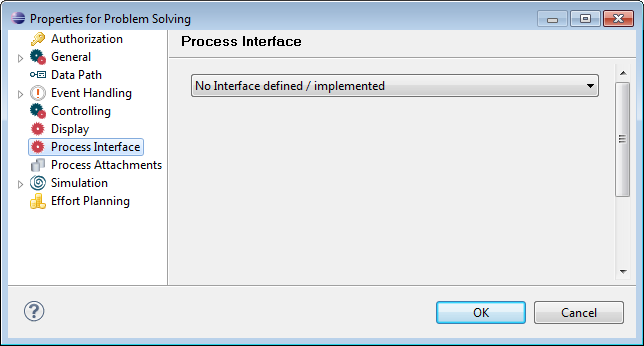 Properties for Problem Solving
Authorization
General
Data Path
Event Handling
Controlling
Display
Process Interface
Process Attachments
Simulation
Effort Planning
Process Interface
No Interface defined / implemented
OK
Cancel